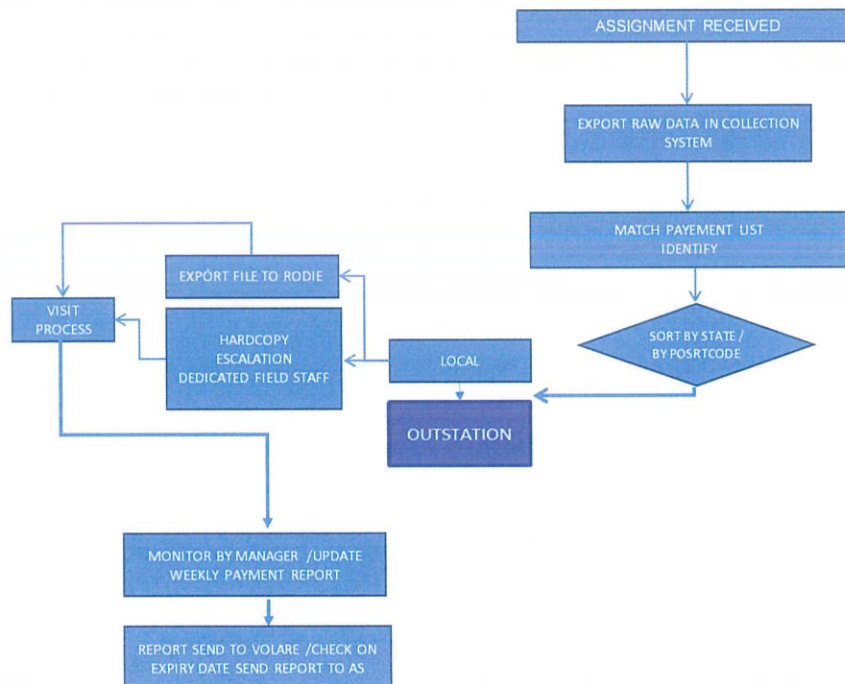 ASSIGNMENT RECEIVED
EXPORT RAW DATA IN COLLECTION
SYSTEM
MATCH PAYEMENT LIST
IDENTIFY
SORT BY STATE /
BY POSRTCODE
LOCAL
OUTSTATION
EXPORT FILE TO RODIE
HARDCOPY
ESCALATION
DEDICATED FIELD STAFF
VISIT
PROCESS
MONITOR BY MANAGER /UPDATE
WEEKLY PAYMENT REPORT
REPORT SEND TO VOLARE /CHECK ON
EXPIRY DATE SEND REPORT TO AS